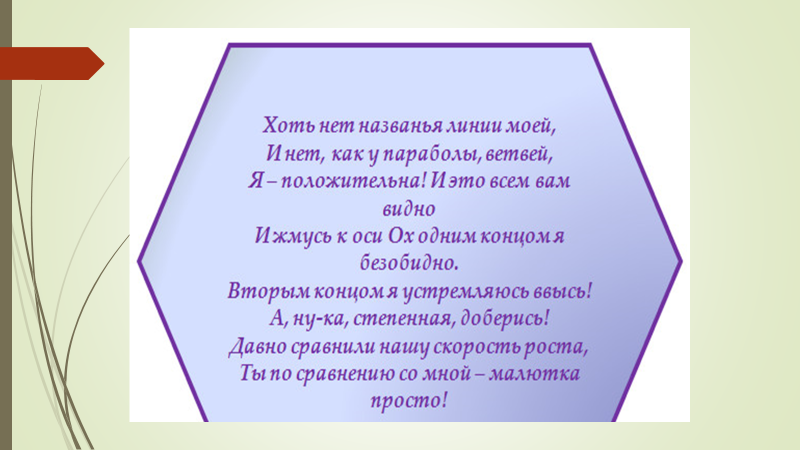 Хоть нет названья линии моей,
И нет, как у параболы, ветвей,
Я – положительна! И это всем вам
видно
И жмусь к оси Ох одним концом я
безобидно.
Вторым концом я устремляюсь ввысь!
А, ну-ка, степенная, доберись!
Давно сравнили нашу скорость роста,
Ты по сравнению со мной – малютка
просто!